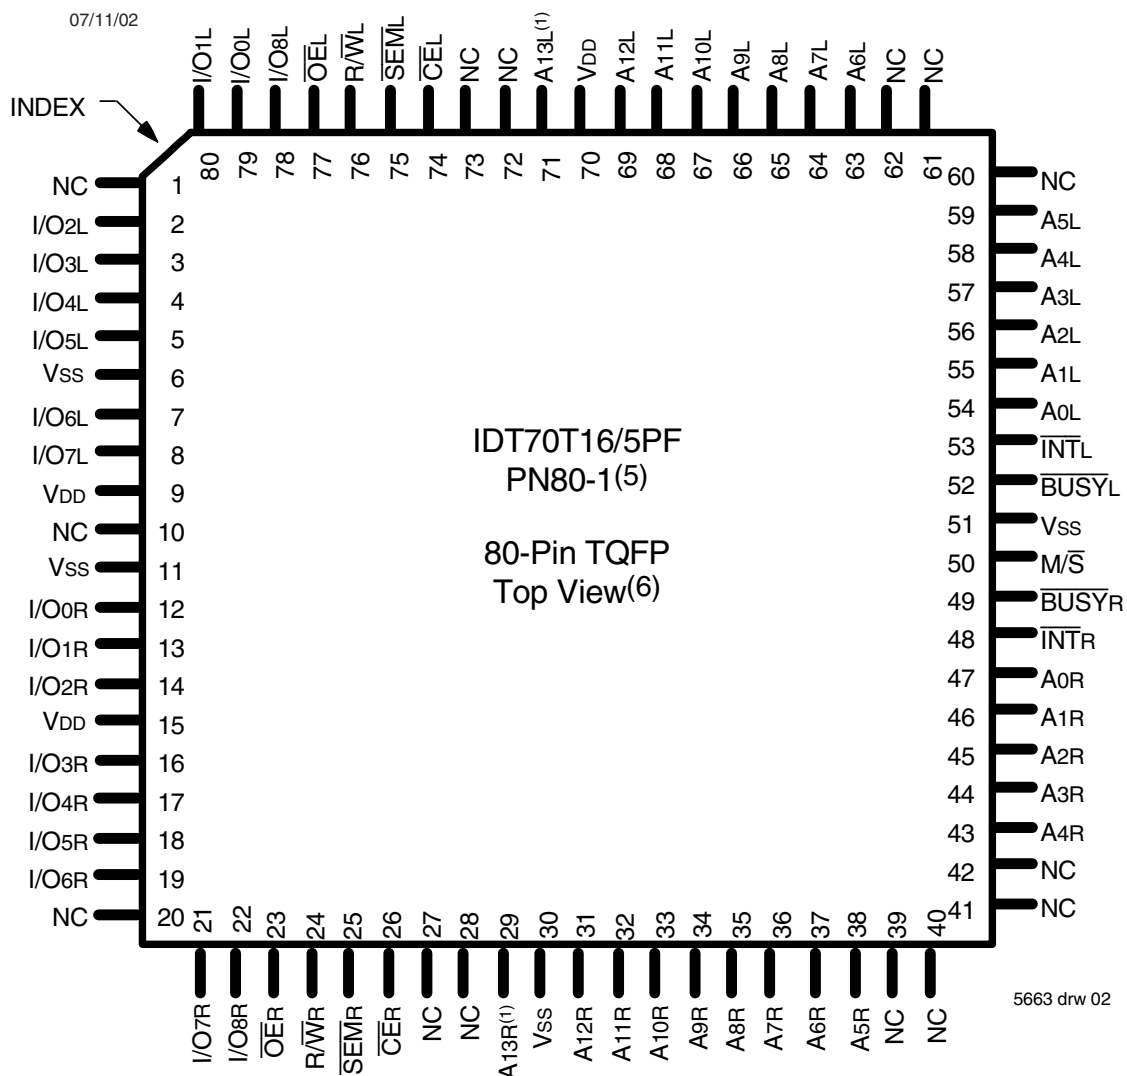 07/11/02
INDEX
I/O1L
I/O0L
I/O8L
OEL
R/WL
SEML
CEL
NC
NC
A13L(1)
VDD
A12L
A11L
A10L
A9L
A8L
A7L
A6L
NC
NC
80
79
78
77
76
75
74
73
72
71
70
69
68
67
66
65
64
63
62
61
NC 1
I/O2L 2
I/O3L 3
I/O4L 4
I/O5L 5
VSS 6
I/O6L 7
I/O7L 8
VDD 9
NC 10
VSS 11
I/O0R 12
I/O1R 13
I/O2R 14
VDD 15
I/O3R 16
I/O4R 17
I/O5R 18
I/O6R 19
NC 20
IDT70T16/5PF
PN80-1(5)
80-Pin TQFP
Top View(6)
60 NC
59 A5L
58 A4L
57 A3L
56 A2L
55 A1L
54 A0L
53 INTL
52 BUSYL
51 VSS
50 M/S
49 BUSYR
48 INTR
47 A0R
46 A1R
45 A2R
44 A3R
43 A4R
42 NC
41 NC
21
22
23
24
25
26
27
28
29
30
31
32
33
34
35
36
37
38
39
40
I/O7R
I/O8R
OER
R/WR
SEMR
CER
NC
NC
A13R(1)
VSS
A12R
A11R
A10R
A9R
A8R
A7R
A6R
A5R
NC
NC
5663 drw 02